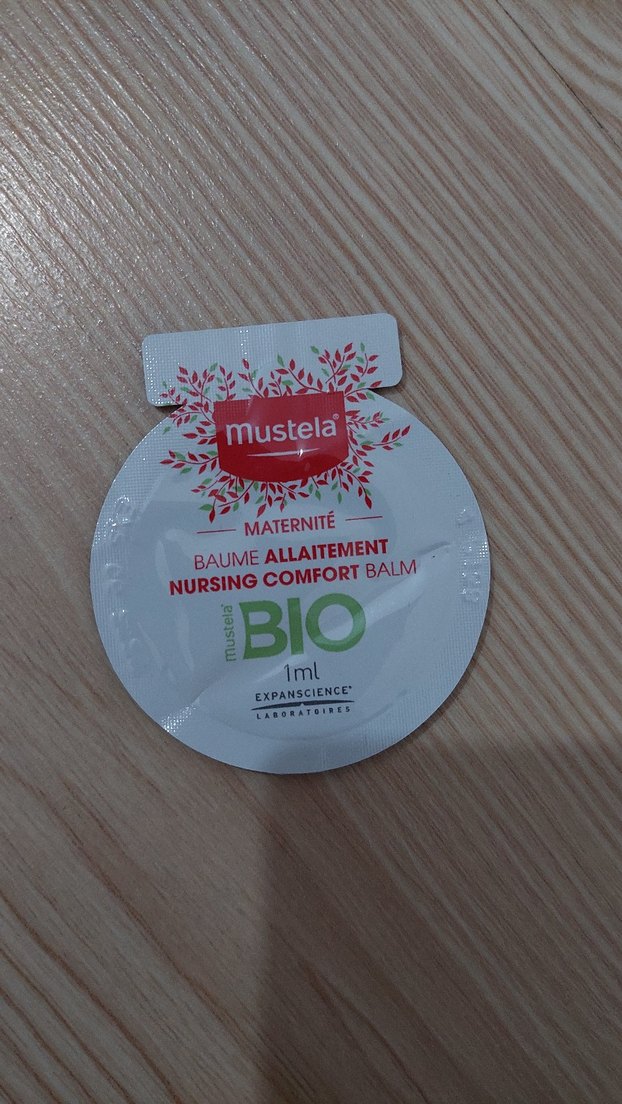 mustela®
MATERNITÉ
BAUME ALLAITEMENT
NURSING COMFORT BALM
mustela®
BIO
1ml
EXPANSCIENCE®
LABORATOIRES